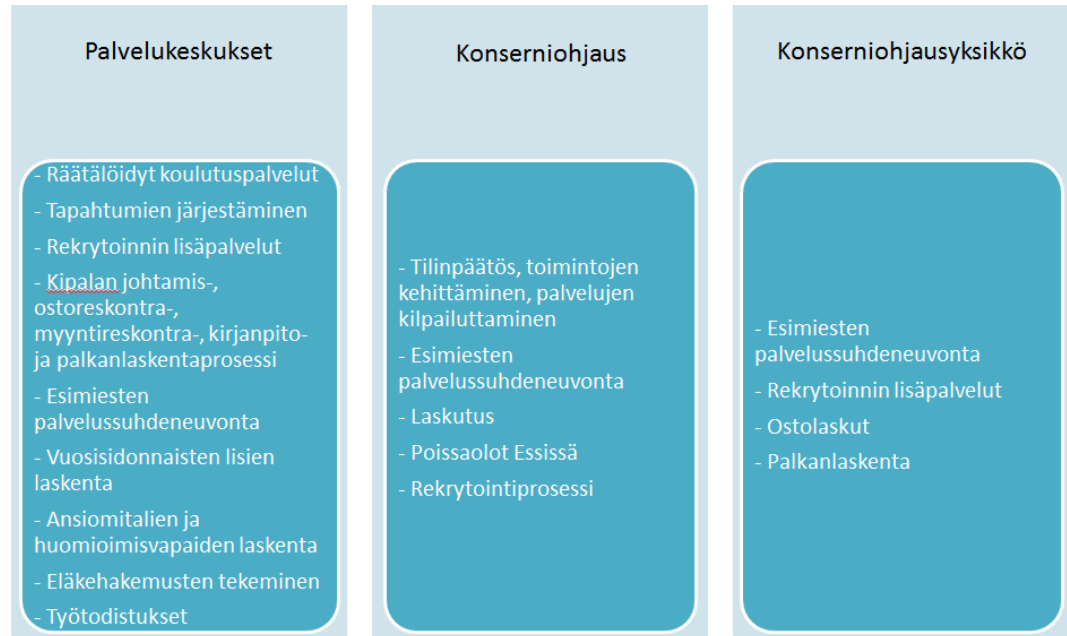 Palvelukeskukset
- Räätälöidyt koulutuspalvelut
- Tapahtumien järjestäminen
- Rekrytoinnin lisäpalvelut
- Kipalan johtamis-,
ostoreskontra-,
myyntireskontra-, kirjanpito-
ja palkanlaskentaprosessi
- Esimiesten
palvelussuhdeneuvonta
- Vuosisidonnaisten lisien
laskenta
- Ansiomitalien ja
huomioimisvapaiden laskenta
- Eläkehakemusten tekeminen
- Työtodistukset
Konserniohjaus
- Tilinpäätös, toimintojen
kehittäminen, palvelujen
kilpailuttaminen
- Esimiesten
palvelussuhdeneuvonta
- Laskutus
- Poissaolot Essissä
- Rekrytointiprosessi
Konserniohjausyksikkö
- Esimiesten
palvelussuhdeneuvonta
- Rekrytoinnin lisäpalvelut
- Ostolaskut
- Palkanlaskenta